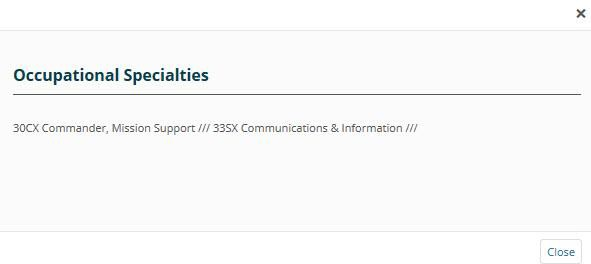 ×
Occupational Specialties
30CX Commander, Mission Support /// 33SX Communications & Information ///
Close